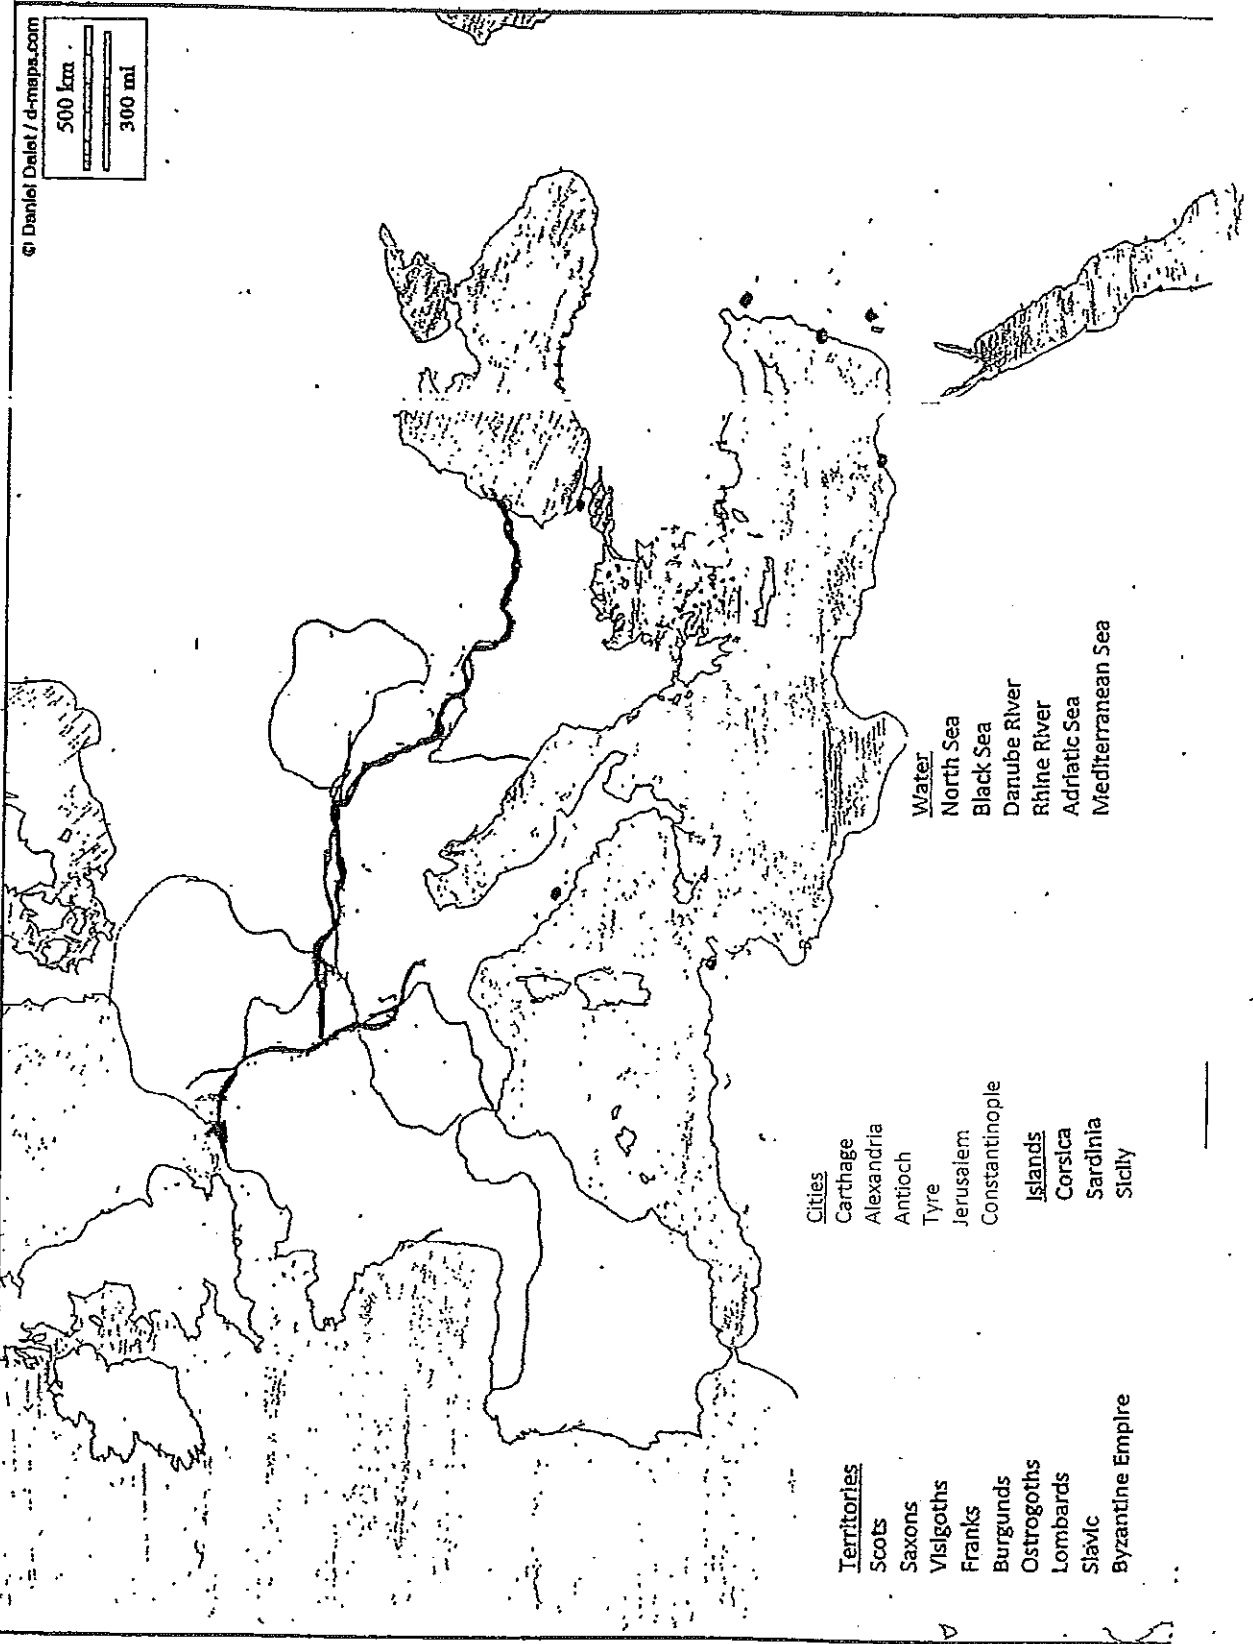 © Daniel Dalet / d-maps.com
500 km
300 mi
Territories
Scots
Saxons
Visigoths
Franks
Burgunds
Ostrogoths
Lombards
Slavic
Byzantine Empire
Cities
Carthage
Alexandria
Antioch
Tyre
Jerusalem
Constantinople
Islands
Corsica
Sardinia
Sicily
Water
North Sea
Black Sea
Danube River
Rhine River
Adriatic Sea
Mediterranean Sea